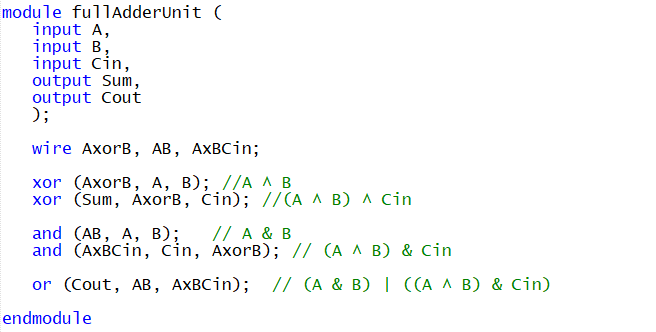 module fullAdderUnit (
input A,
input B,
input Cin,
output Sum,
output Cout
);
wire AxorB, AB, AxBCin;
xor (AxorB, A, B); //A ^ B
xor (Sum, AxorB, Cin); //(A ^ B) ^ Cin
and (AB, A, B); // A & B
and (AxBCin, Cin, AxorB); // (A ^ B) & Cin
or (Cout, AB, AxBCin); // (A & B) | ((A ^ B) & Cin)
endmodule